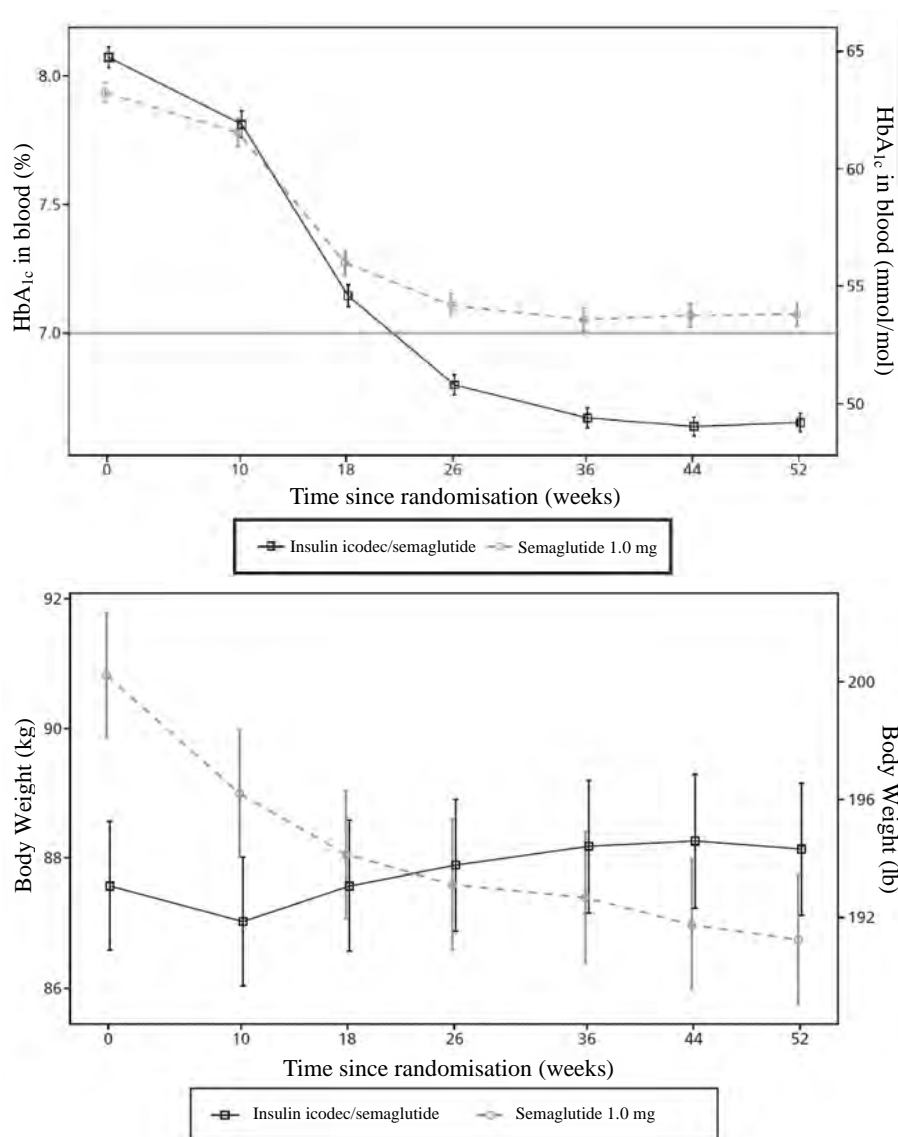 HbA1c in blood (%)
8.0
7.5
7.0
HbA1c in blood (mmol/mol)
65
60
55
50
0 10 18 26 36 44 52
Time since randomisation (weeks)
Insulin icodec/semaglutide Semaglutide 1.0 mg
Body Weight (kg)
92
90
88
86
Body Weight (lb)
200
196
194
192
0 10 18 26 36 44 52
Time since randomisation (weeks)
Insulin icodec/semaglutide Semaglutide 1.0 mg